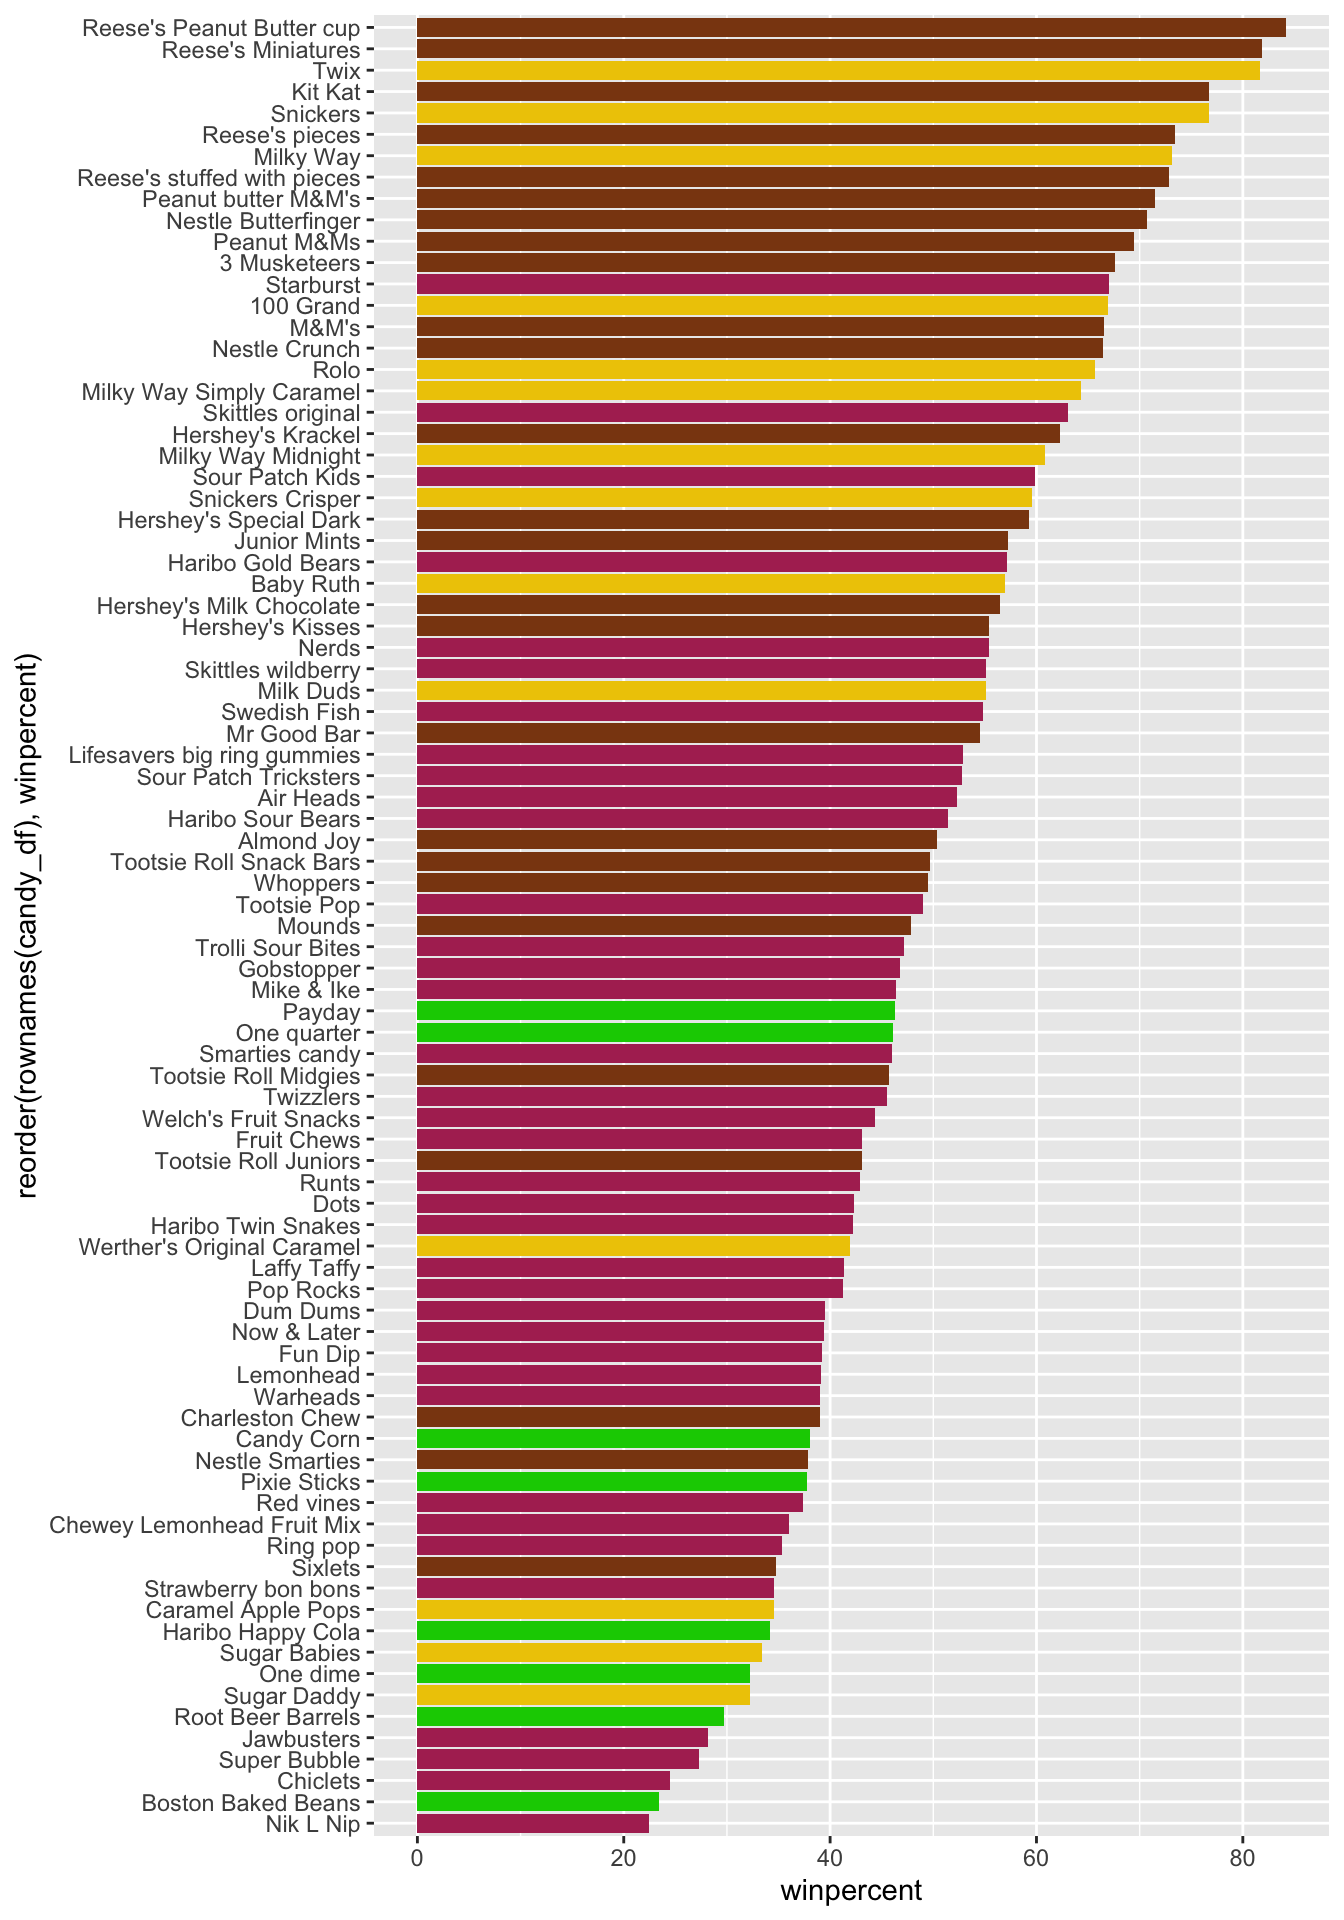 Reese's Peanut Butter cup
Reese's Miniatures
Twix
Kit Kat
Snickers
Reese's pieces
Milky Way
Reese's stuffed with pieces
Peanut butter M&M's
Nestle Butterfinger
Peanut M&Ms
3 Musketeers
Starburst
100 Grand
M&M's
Nestle Crunch
Rolo
Milky Way Simply Caramel
Skittles original
Hershey's Krackel
Milky Way Midnight
Sour Patch Kids
Snickers Crisper
Hershey's Special Dark
Junior Mints
Haribo Gold Bears
Baby Ruth
Hershey's Milk Chocolate
Hershey's Kisses
Nerds
Skittles wildberry
Milk Duds
Swedish Fish
Mr Good Bar
Lifesavers big ring gummies
Sour Patch Tricksters
Air Heads
Haribo Sour Bears
Almond Joy
Tootsie Roll Snack Bars
Whoppers
Tootsie Pop
Mounds
Trolli Sour Bites
Gobstopper
Mike & Ike
Payday
One quarter
Smarties candy
Tootsie Roll Midgies
Twizzlers
Welch's Fruit Snacks
Fruit Chews
Tootsie Roll Juniors
Runts
Dots
Haribo Twin Snakes
Werther's Original Caramel
Laffy Taffy
Pop Rocks
Dum Dums
Now & Later
Fun Dip
Lemonhead
Warheads
Charleston Chew
Candy Corn
Nestle Smarties
Pixie Sticks
Red vines
Chewey Lemonhead Fruit Mix
Ring pop
Sixlets
Strawberry bon bons
Caramel Apple Pops
Haribo Happy Cola
Sugar Babies
One dime
Sugar Daddy
Root Beer Barrels
Jawbusters
Super Bubble
Chiclets
Boston Baked Beans
Nik L Nip
reorder(rownames(candy_df), winpercent)
0 20 40 60 80
winpercent